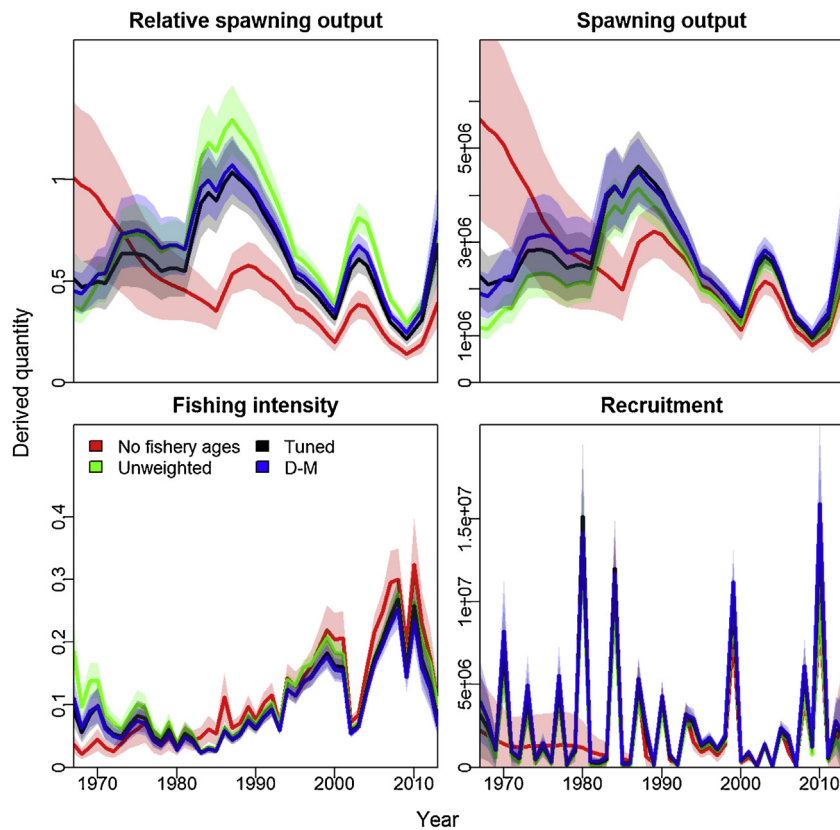 Relative spawning output
Spawning output
1
0.5
0
5e+06
3e+06
1e+06
0
Derived quantity
Fishing intensity
Recruitment
No fishery ages
Unweighted
Tuned
D-M
0.4
0.3
0.2
0.1
0
1.5e+07
1e+07
5e+06
0
1970 1980 1990 2000 2010
1970 1980 1990 2000 2010
Year